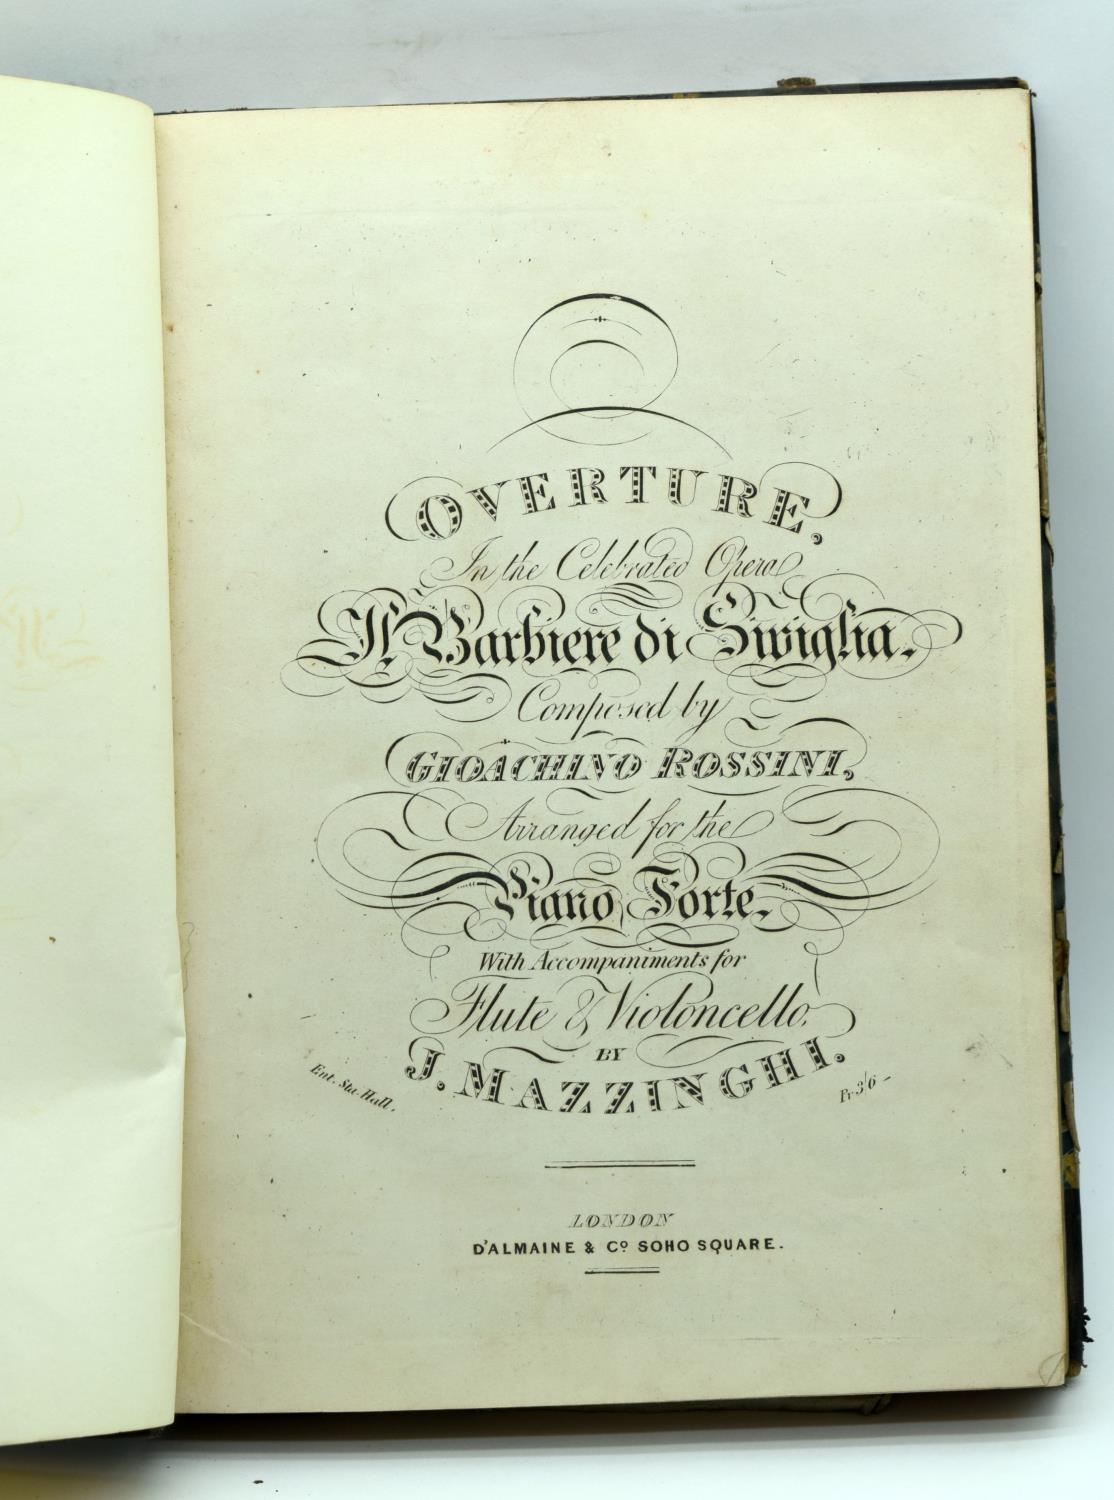 OVERTURE,
In the Celebrated Opera
Il Barbiere di Siwiglia.
Composed by
GIOACHINO ROSSINI,
Arranged for the
Piano Forte.
With Accompaniments for
Flute & Violoncello.
BY
J. MAZZINGHI.
Ent. Sta. Hall.
Pr 3/6 -
LONDON
D'ALMAINE & Co SOHO SQUARE.